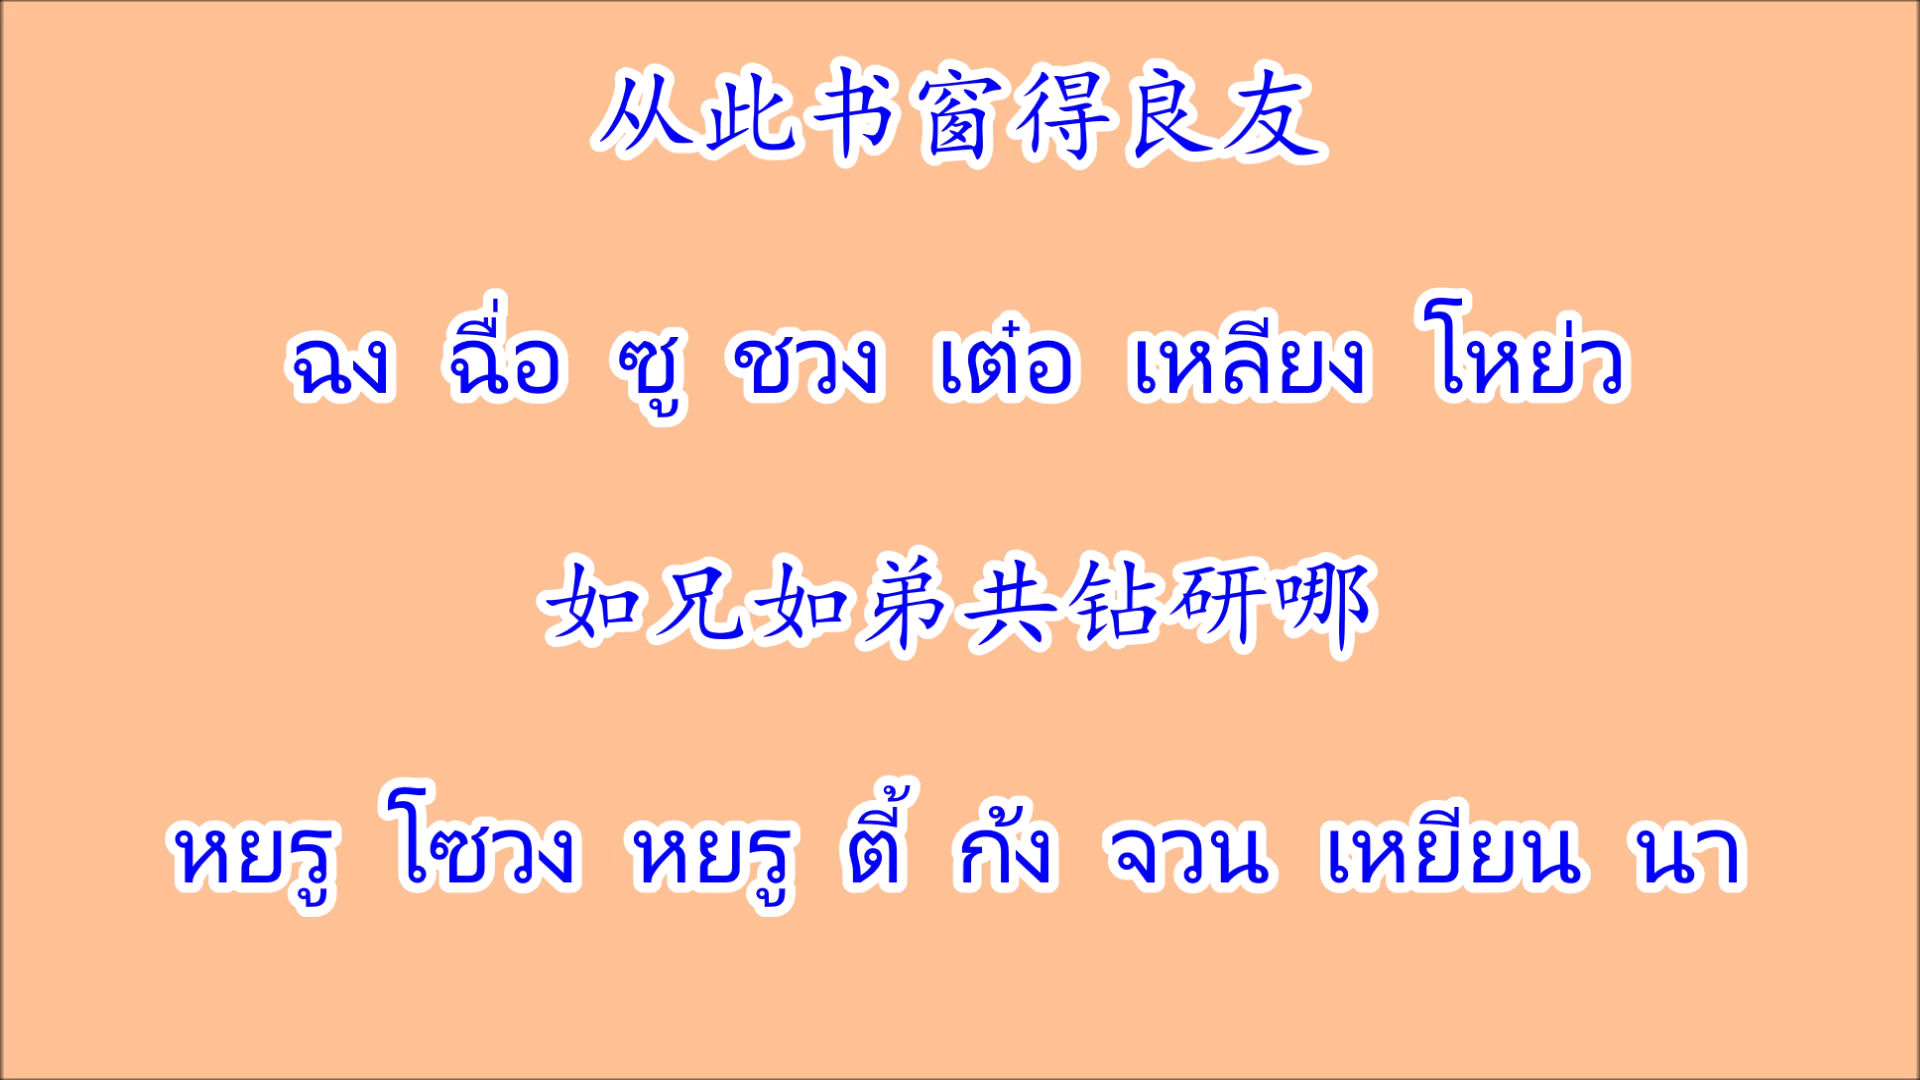 从此书窗得良友
ฉง ฉื่อ ซู ชวง เต๋อ เหลียง โหย่ว
如兄如弟共钻研哪
หยรู โซวง หยรู ตี้ ก้ง จวน เหยียน นา